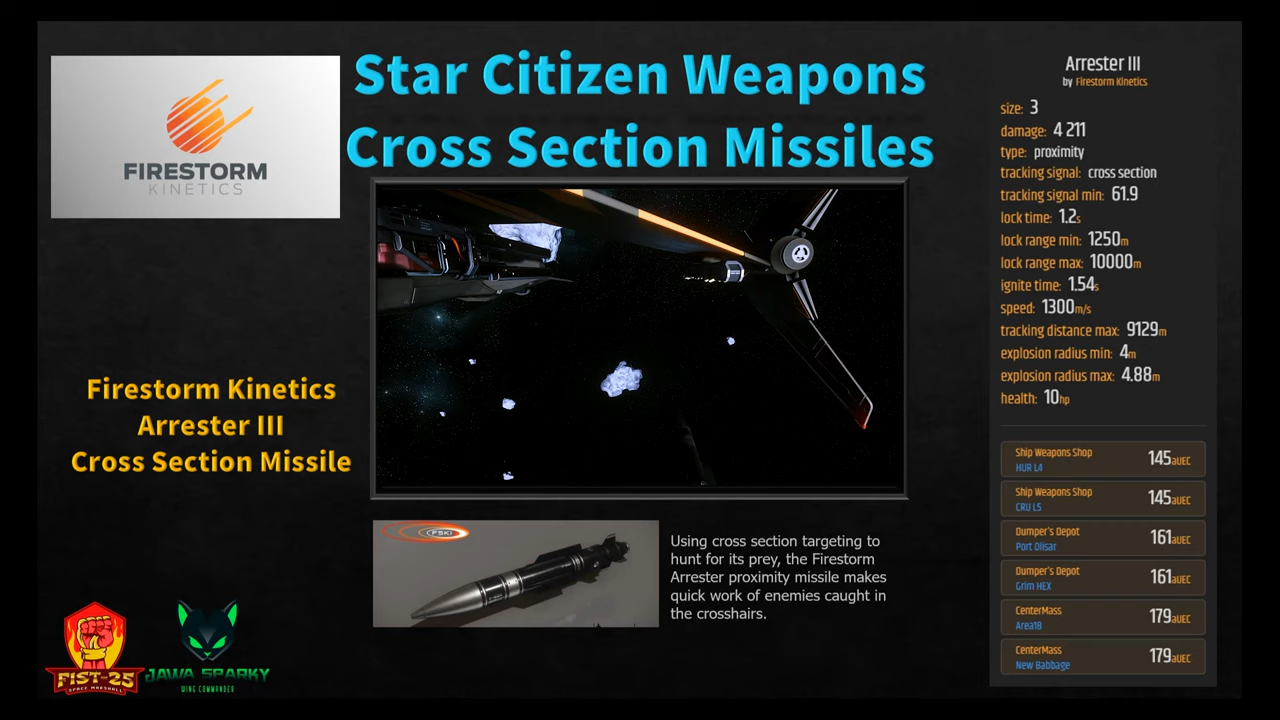 Star Citizen Weapons
Cross Section Missiles
FIRESTORM
KINETICS
Firestorm Kinetics
Arrester III
Cross Section Missile
FSKI
Using cross section targeting to
hunt for its prey, the Firestorm
Arrester proximity missile makes
quick work of enemies caught in
the crosshairs.
FIST-25
SPACE MARSHALL
JAWA SPARKY
WING COMMANDER
Arrester III
by Firestorm Kinetics
size: 3
damage: 4 211
type: proximity
tracking signal: cross section
tracking signal min: 61.9
lock time: 1.2s
lock range min: 1250m
lock range max: 10000m
ignite time: 1.54s
speed: 1300m/s
tracking distance max: 9129m
explosion radius min: 4m
explosion radius max: 4.88m
health: 10hp
Ship Weapons Shop 145aUEC
HUR L4
Ship Weapons Shop 145aUEC
CRU L5
Dumper's Depot 161aUEC
Port Olisar
Dumper's Depot 161aUEC
Grim HEX
CenterMass 179aUEC
Area18
CenterMass 179aUEC
New Babbage